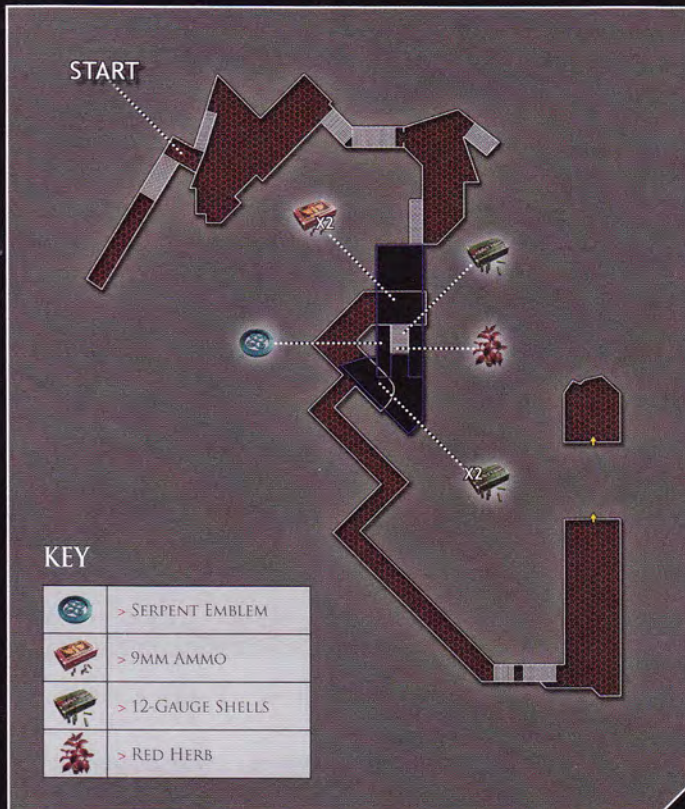 START
X2
X2
KEY
> SERPENT EMBLEM
> 9MM AMMO
> 12-GAUGE SHELLS
> RED HERB